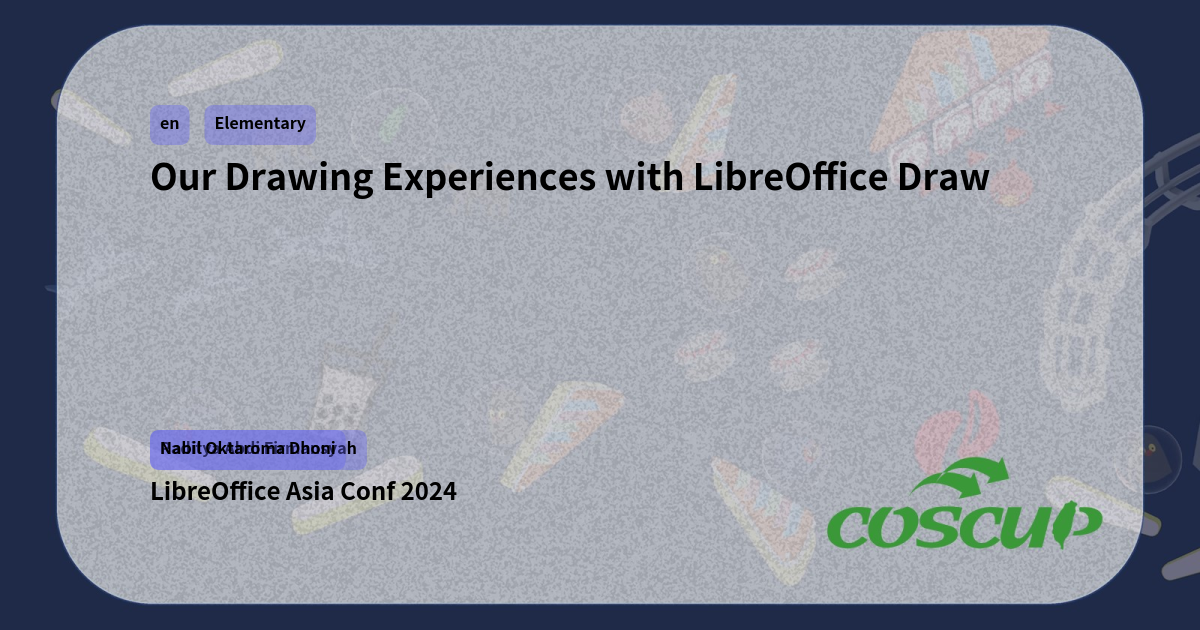 en Elementary
Our Drawing Experiences with LibreOffice Draw
LibreOffice Asia Conf 2024
COSCUP